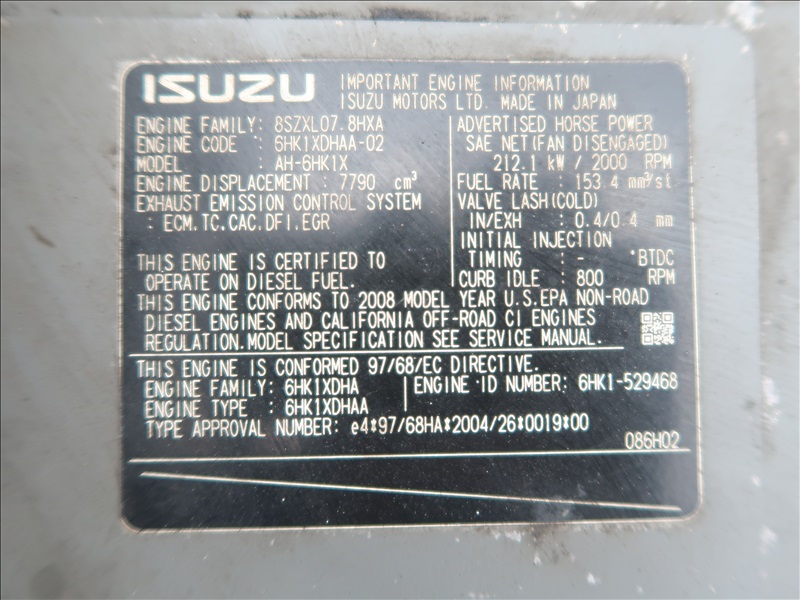 ISUZU IMPORTANT ENGINE INFORMATION
ISUZU MOTORS LTD. MADE IN JAPAN
ENGINE FAMILY: 8SZXL07.8HXA
ENGINE CODE : 6HK1XDHAA-02
MODEL : AH-6HK1X
ENGINE DISPLACEMENT : 7790 cm³
EXHAUST EMISSION CONTROL SYSTEM
: ECM.TC.CAC.DFI.EGR
THIS ENGINE IS CERTIFIED TO
OPERATE ON DIESEL FUEL.
ADVERTISED HORSE POWER
SAE NET(FAN DISENGAGED)
212.1 kW / 2000 RPM
FUEL RATE : 153.4 mm³/st
VALVE LASH(COLD)
IN/EXH : 0.4/0.4 mm
INITIAL INJECTION
TIMING : - °BTDC
CURB IDLE : 800 RPM
THIS ENGINE CONFORMS TO 2008 MODEL YEAR U.S.EPA NON-ROAD
DIESEL ENGINES AND CALIFORNIA OFF-ROAD CI ENGINES
REGULATION.MODEL SPECIFICATION SEE SERVICE MANUAL.
THIS ENGINE IS CONFORMED 97/68/EC DIRECTIVE.
ENGINE FAMILY: 6HK1XDHA
ENGINE TYPE : 6HK1XDHAA
ENGINE ID NUMBER: 6HK1-529468
TYPE APPROVAL NUMBER: e4*97/68HA*2004/26*0019*00
086H02